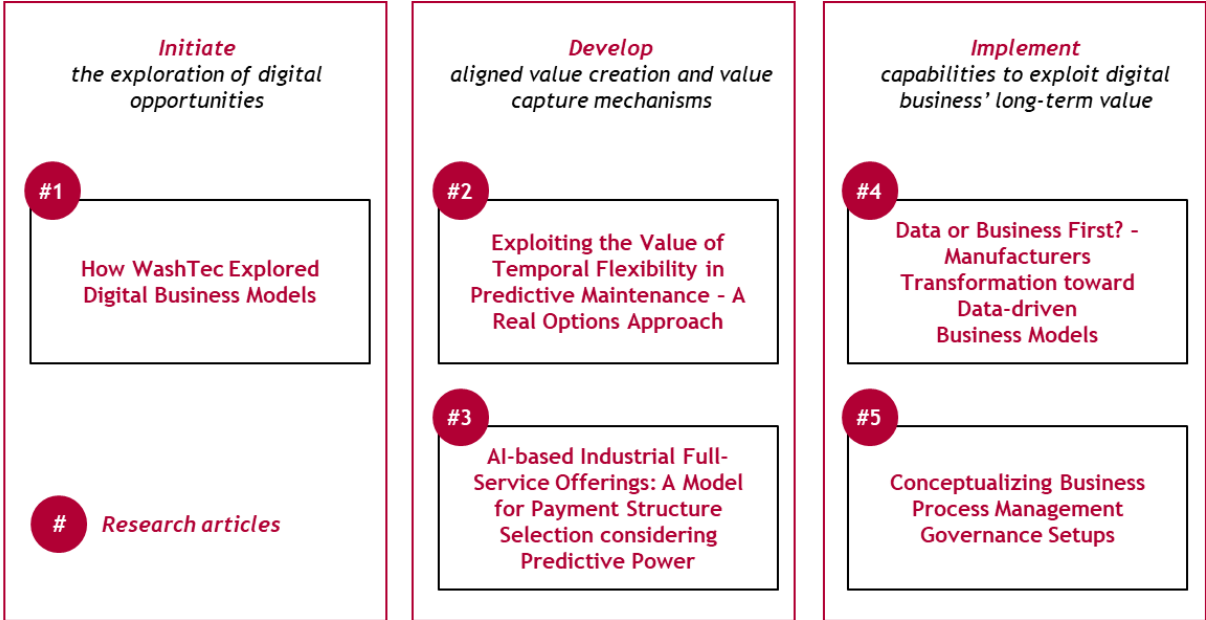 Initiate
the exploration of digital
opportunities
#1
How WashTec Explored
Digital Business Models
# Research articles
Develop
aligned value creation and value
capture mechanisms
#2
Exploiting the Value of
Temporal Flexibility in
Predictive Maintenance – A
Real Options Approach
#3
AI-based Industrial Full-
Service Offerings: A Model
for Payment Structure
Selection considering
Predictive Power
Implement
capabilities to exploit digital
business’ long-term value
#4
Data or Business First? –
Manufacturers
Transformation toward
Data-driven
Business Models
#5
Conceptualizing Business
Process Management
Governance Setups